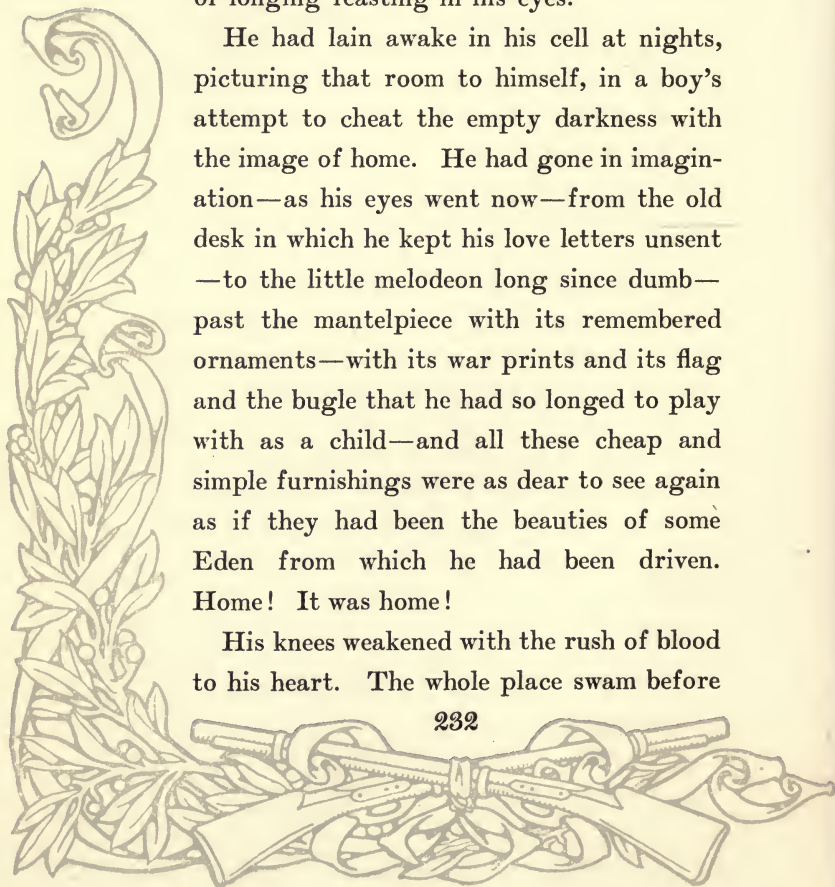 of longing feasting in his eyes.
He had lain awake in his cell at nights,
picturing that room to himself, in a boy's
attempt to cheat the empty darkness with
the image of home. He had gone in imagin-
ation—as his eyes went now—from the old
desk in which he kept his love letters unsent
—to the little melodeon long since dumb—
past the mantelpiece with its remembered
ornaments—with its war prints and its flag
and the bugle that he had so longed to play
with as a child—and all these cheap and
simple furnishings were as dear to see again
as if they had been the beauties of some
Eden from which he had been driven.
Home! It was home!
His knees weakened with the rush of blood
to his heart. The whole place swam before
232